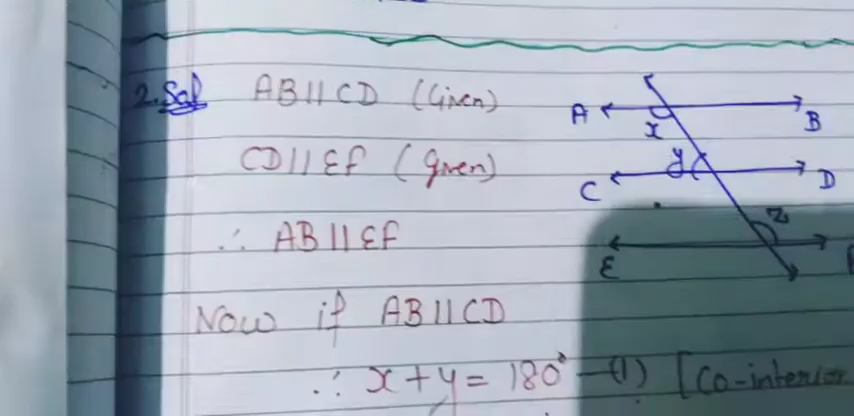 2. Sol AB || CD (Given)
CD || EF (Given)
∴ AB || EF
Now if AB || CD
∴ x + y = 180° —(1) [Co-interior
A B
x
y
C D
z
E